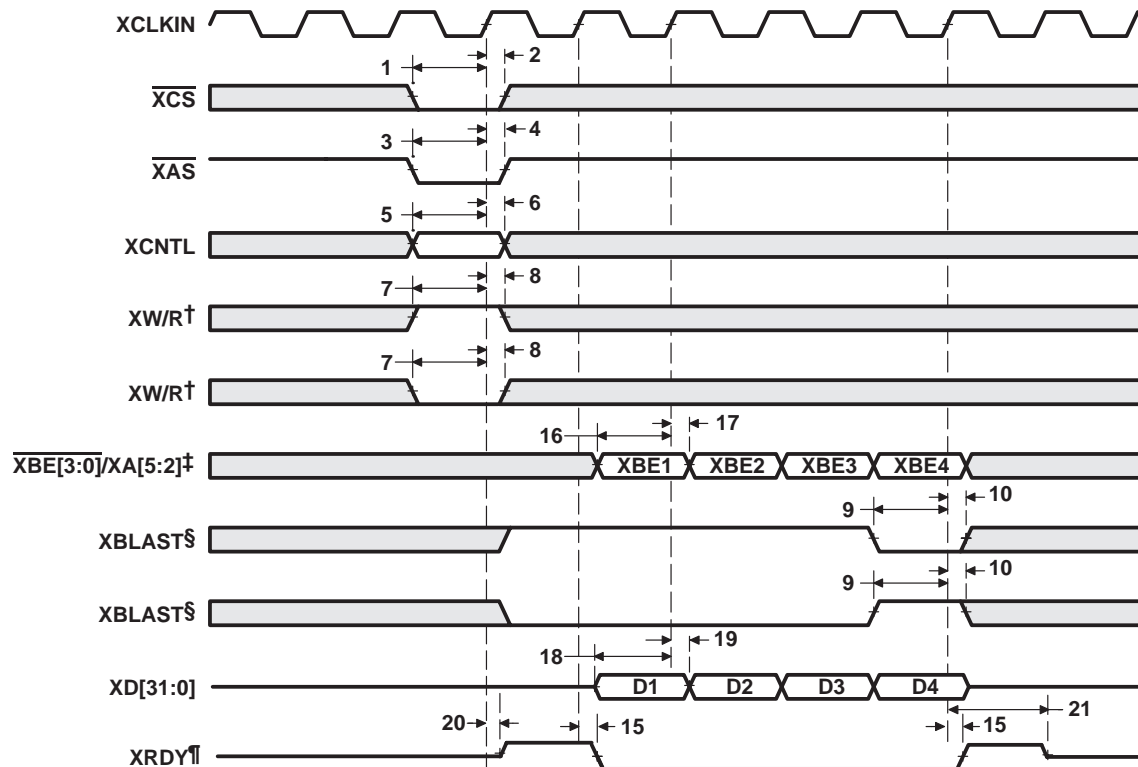 XCLKIN
1 2
XCS
3 4
XAS
5 6
XCNTL
7 8
XW/R†
7 8
XW/R†
16 17
XBE[3:0]/XA[5:2]‡ XBE1 XBE2 XBE3 XBE4
9 10
XBLAST§
9 10
XBLAST§
18 19
XD[31:0] D1 D2 D3 D4
20 15 15 21
XRDY¶